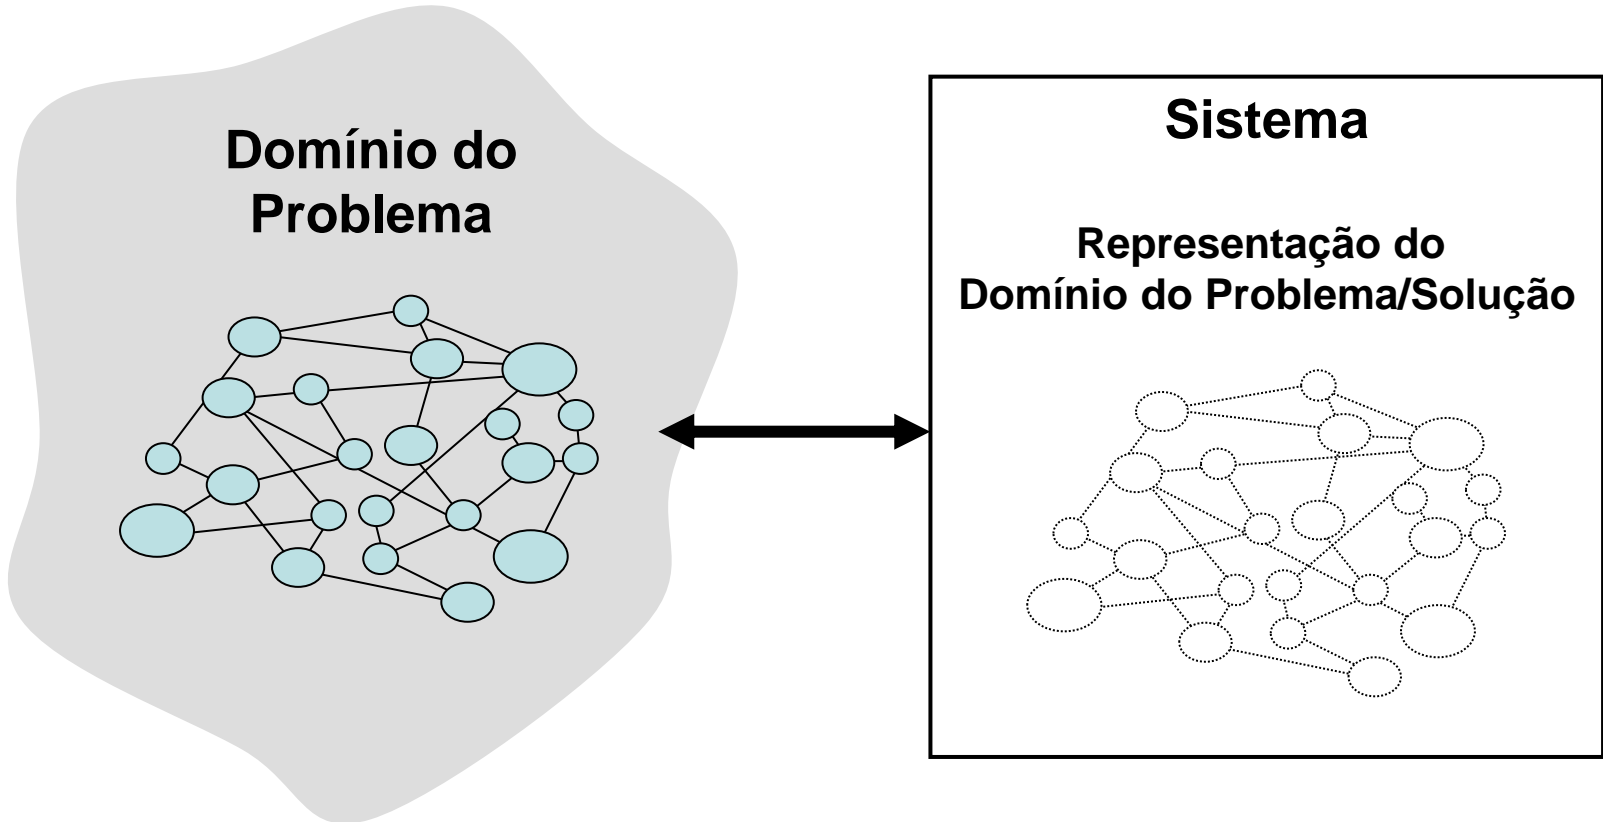 Domínio do
Problema
Sistema
Representação do
Domínio do Problema/Solução